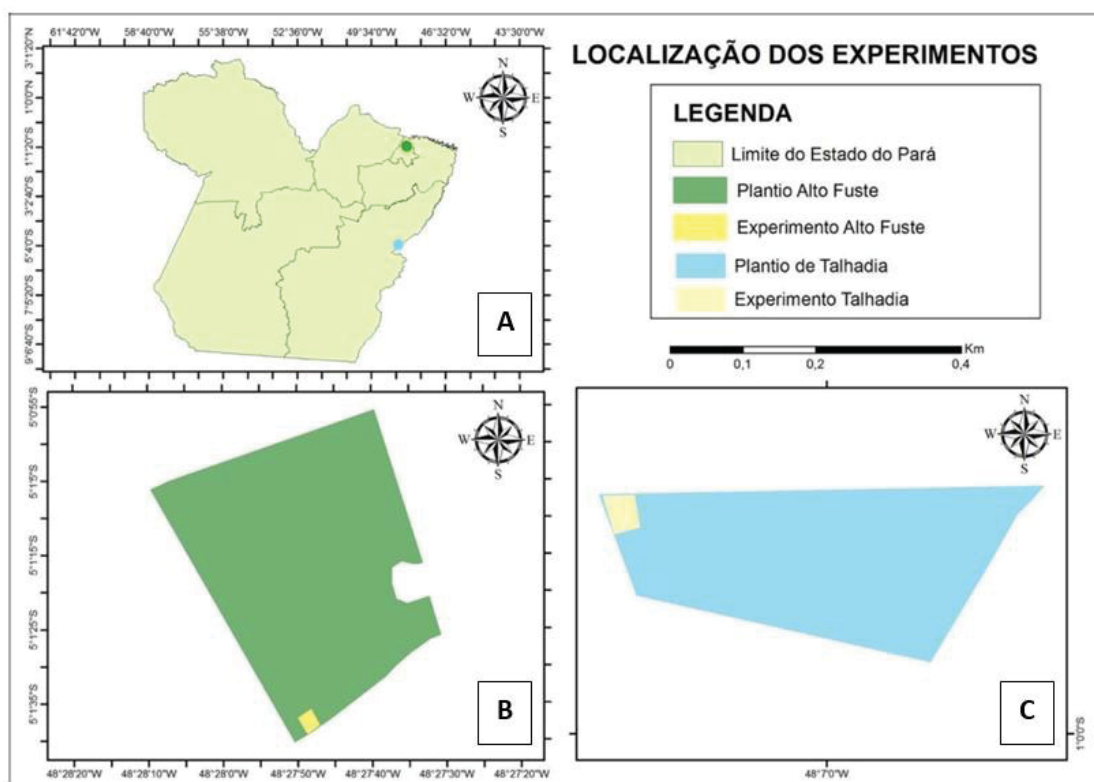 61°42'0"W 58°40'0"W 55°38'0"W 52°36'0"W 49°34'0"W 46°32'0"W 43°30'0"W
3°1'20"N
1°0'0"N
1°1'20"S
3°2'40"S
5°4'0"S
7°5'20"S
9°6'40"S
N
W E
S
A
LOCALIZAÇÃO DOS EXPERIMENTOS
LEGENDA
Limite do Estado do Pará
Plantio Alto Fuste
Experimento Alto Fuste
Plantio de Talhadia
Experimento Talhadia
Km
0 0,1 0,2 0,4
5°0'55"S
5°1'5"S
5°1'15"S
5°1'25"S
5°1'35"S
N
W E
S
B
48°28'20"W 48°28'10"W 48°28'0"W 48°27'50"W 48°27'40"W 48°27'30"W 48°27'20"W
N
W E
S
C
1°0'0"S
48°7'0"W